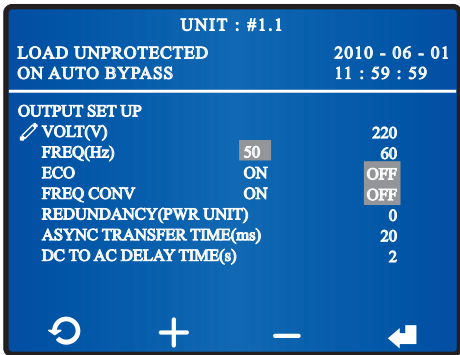 UNIT : #1.1
LOAD UNPROTECTED 2010 - 06 - 01
ON AUTO BYPASS 11 : 59 : 59
OUTPUT SET UP
VOLT(V) 220
FREQ(Hz) 50 60
ECO ON OFF
FREQ CONV ON OFF
REDUNDANCY(PWR UNIT) 0
ASYNC TRANSFER TIME(ms) 20
DC TO AC DELAY TIME(s) 2